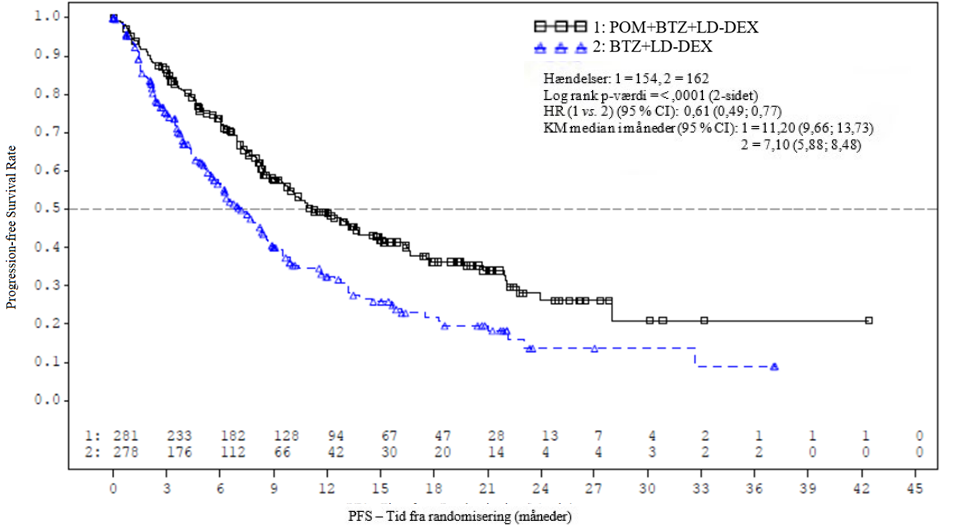 1: POM+BTZ+LD-DEX
2: BTZ+LD-DEX
Hændelser: 1 = 154, 2 = 162
Log rank p-værdi =< ,0001 (2-sidet)
HR (1 vs. 2) (95 % CI): 0,61 (0,49; 0,77)
KM median i måneder (95 % CI): 1 = 11,20 (9,66; 13,73)
2 = 7,10 (5,88; 8,48)
Progression-free Survival Rate
1.0
0.9
0.8
0.7
0.6
0.5
0.4
0.3
0.2
0.1
0.0
1: 281 233 182 128 94 67 47 28 13 7 4 2 1 1 1 0
2: 278 176 112 66 42 30 20 14 4 4 3 2 2 0 0 0
0 3 6 9 12 15 18 21 24 27 30 33 36 39 42 45
PFS – Tid fra randomisering (måneder)